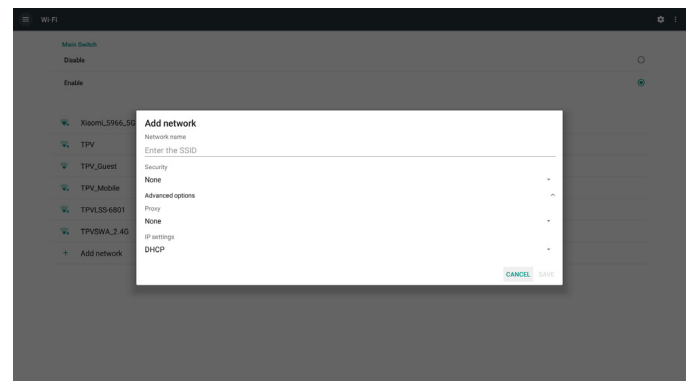 Wi-Fi
Main Switch
Disable
Enable
Xiaomi_5966_5G
TPV
TPV_Guest
TPV_Mobile
TPVLSS-6801
TPVSWA_2.4G
Add network
Add network
Network name
Enter the SSID
Security
None
Advanced options
Proxy
None
IP settings
DHCP
CANCEL SAVE